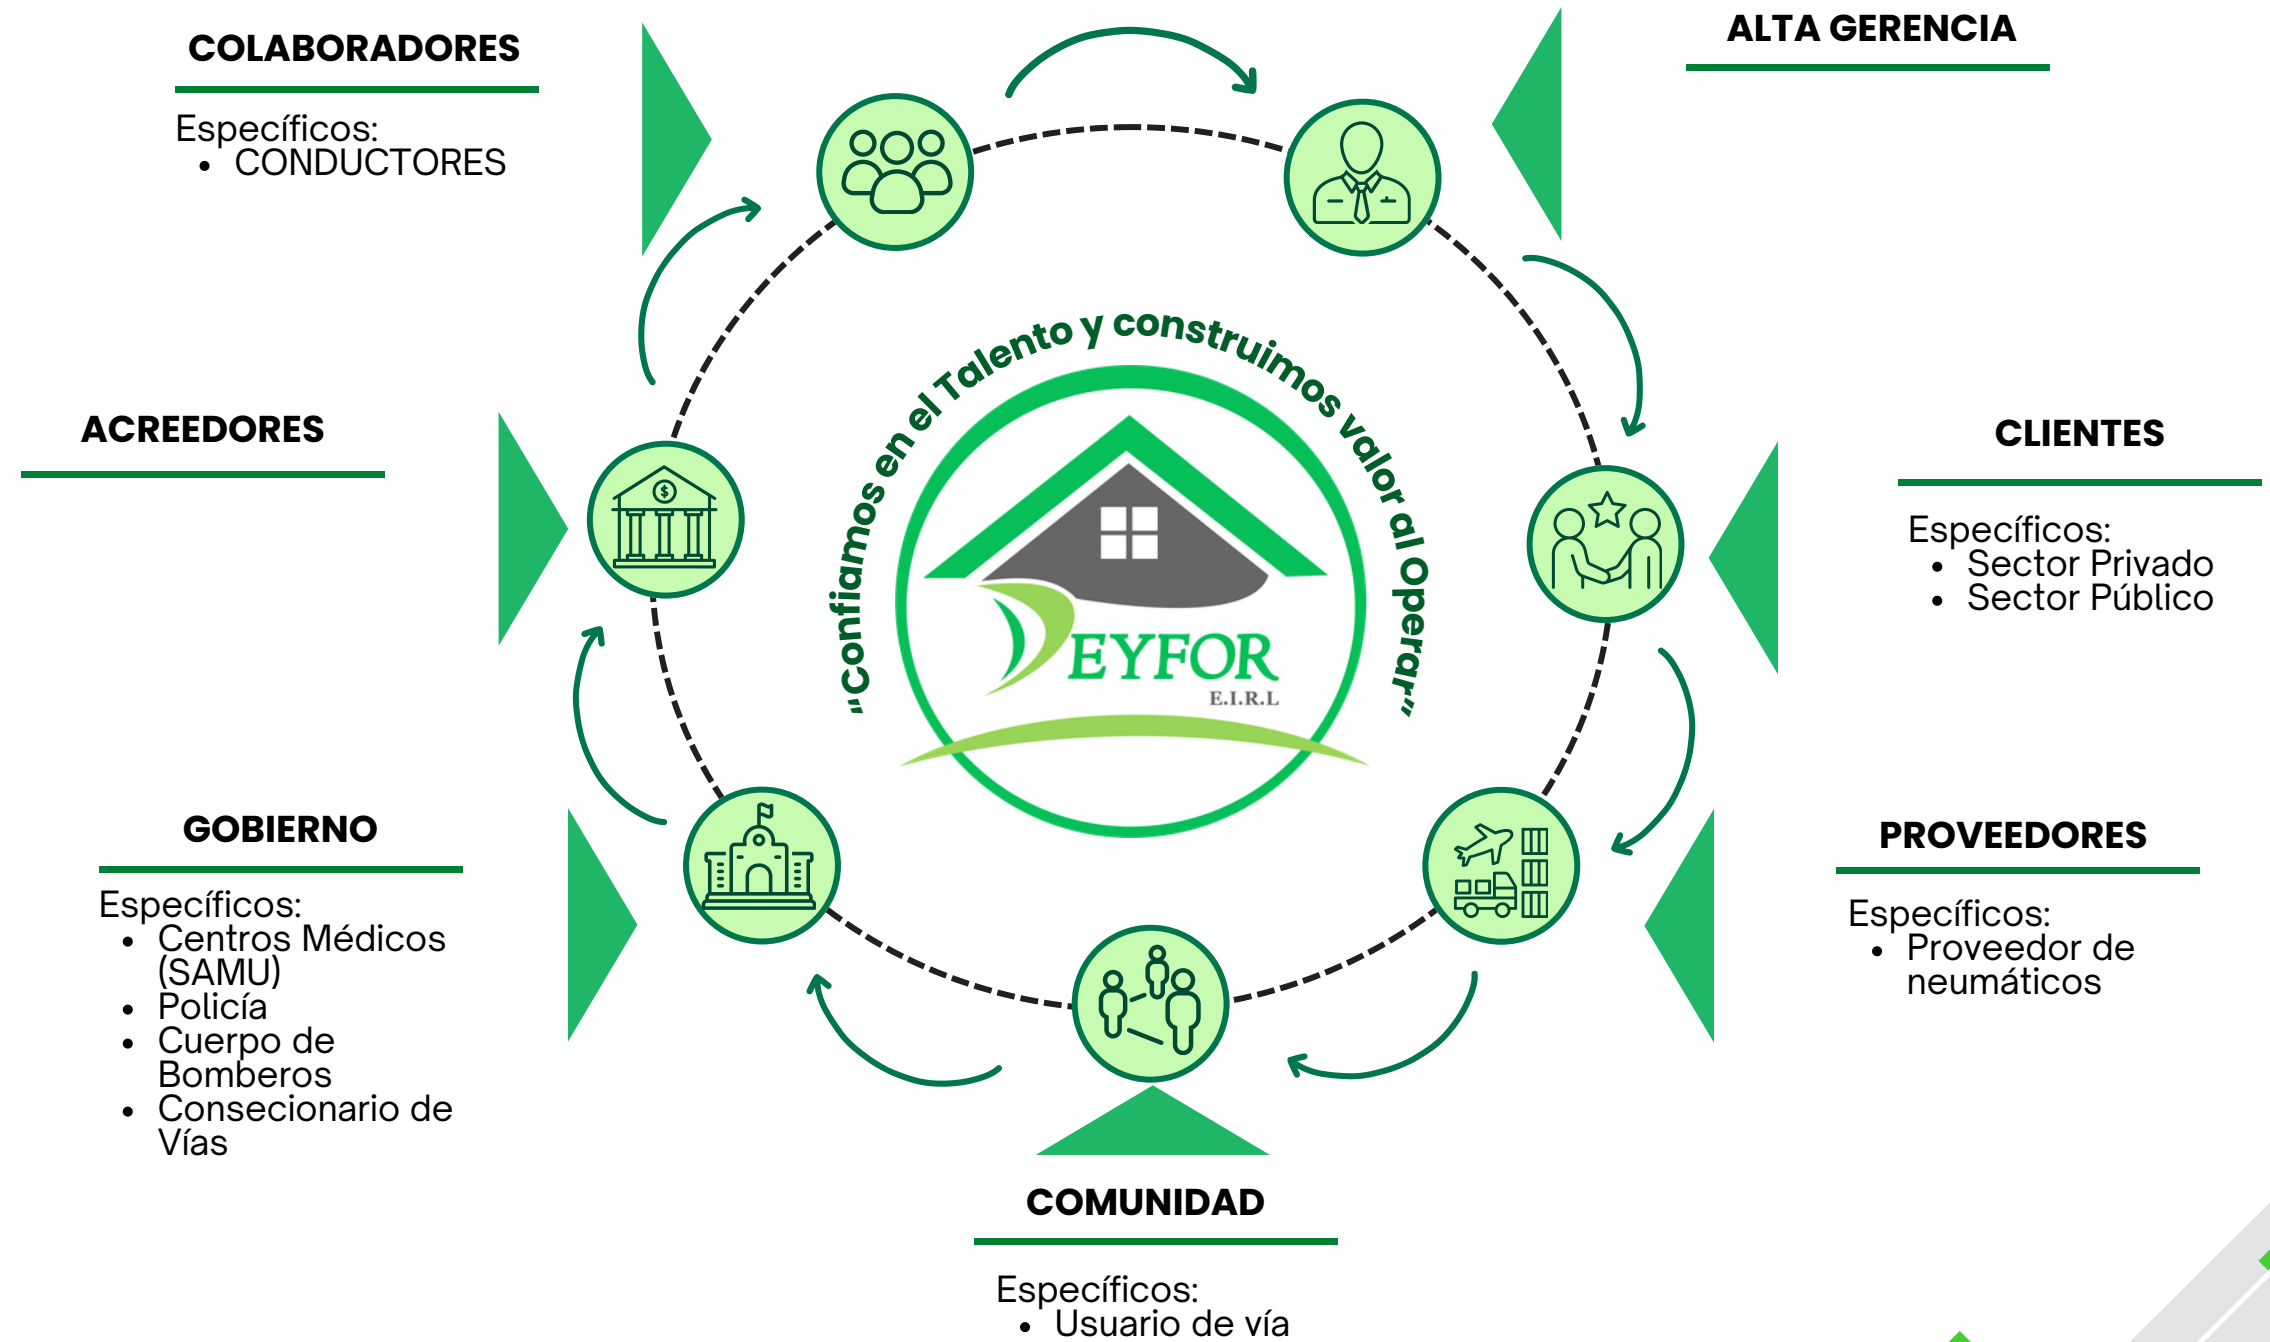 COLABORADORES
Específicos:
• CONDUCTORES
ALTA GERENCIA
"Confiamos en el Talento y construimos valor al Operar"
DEYFOR
E.I.R.L
ACREEDORES
CLIENTES
Específicos:
• Sector Privado
• Sector Público
GOBIERNO
Específicos:
• Centros Médicos
(SAMU)
• Policía
• Cuerpo de
Bomberos
• Consecionario de
Vías
PROVEEDORES
Específicos:
• Proveedor de
neumáticos
COMUNIDAD
Específicos:
• Usuario de vía
$